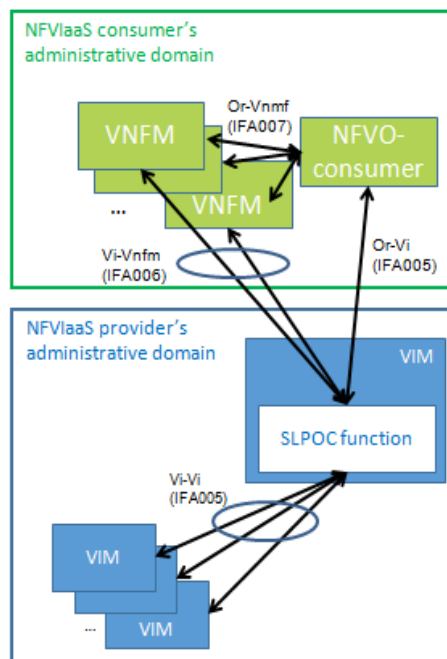 NFVIaaS consumer's
administrative domain
Or-Vnmf
(IFA007)
VNFM
NFVO-
consumer
...
VNFM
Vi-Vnfm
(IFA006)
Or-Vi
(IFA005)
NFVIaaS provider's
administrative domain
VIM
SLPOC function
Vi-Vi
(IFA005)
VIM
...
VIM